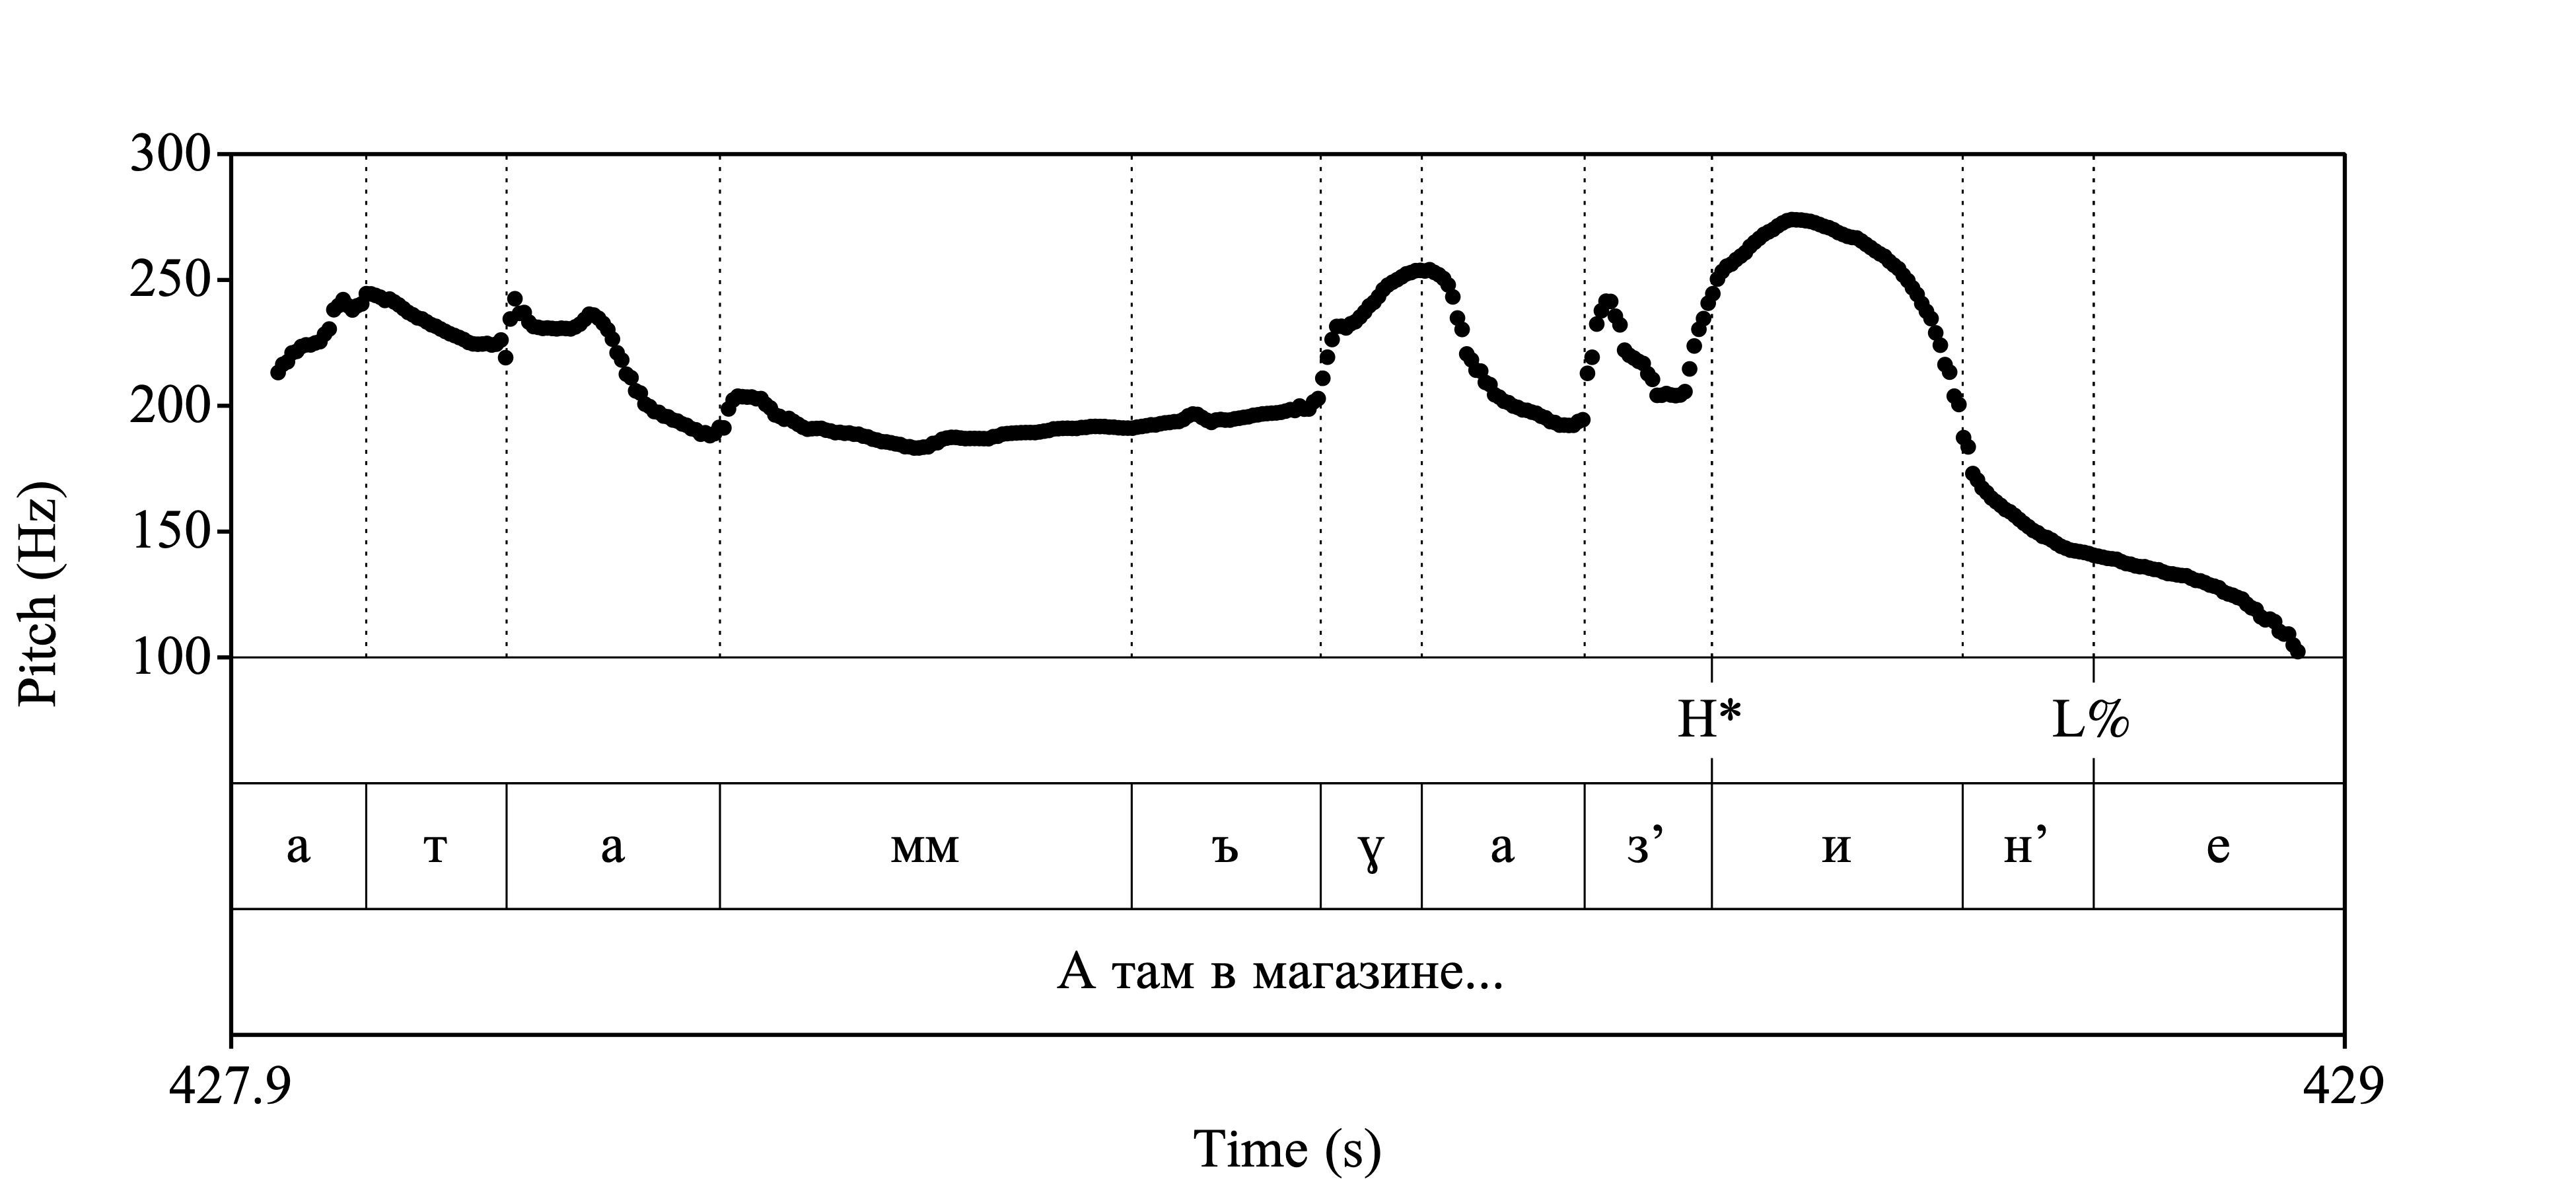 300
250
200
150
100
Pitch (Hz)
H* L%
а т а мм ъ ɣ а з’ и н’ е
А там в магазине...
427.9 429
Time (s)